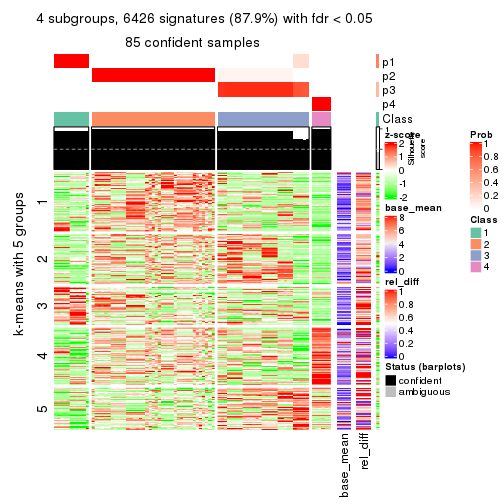 4 subgroups, 6426 signatures (87.9%) with fdr < 0.05
85 confident samples
p1
p2
p3
p4
Class
1
Silhouette
score
k-means with 5 groups
1
2
3
4
5
base_mean
rel_diff
z-score
2
1
0
-1
-2
base_mean
8
6
4
2
0
rel_diff
1
0.8
0.6
0.4
0.2
0
Status (barplots)
confident
ambiguous
Prob
1
0.8
0.6
0.4
0.2
0
Class
1
2
3
4